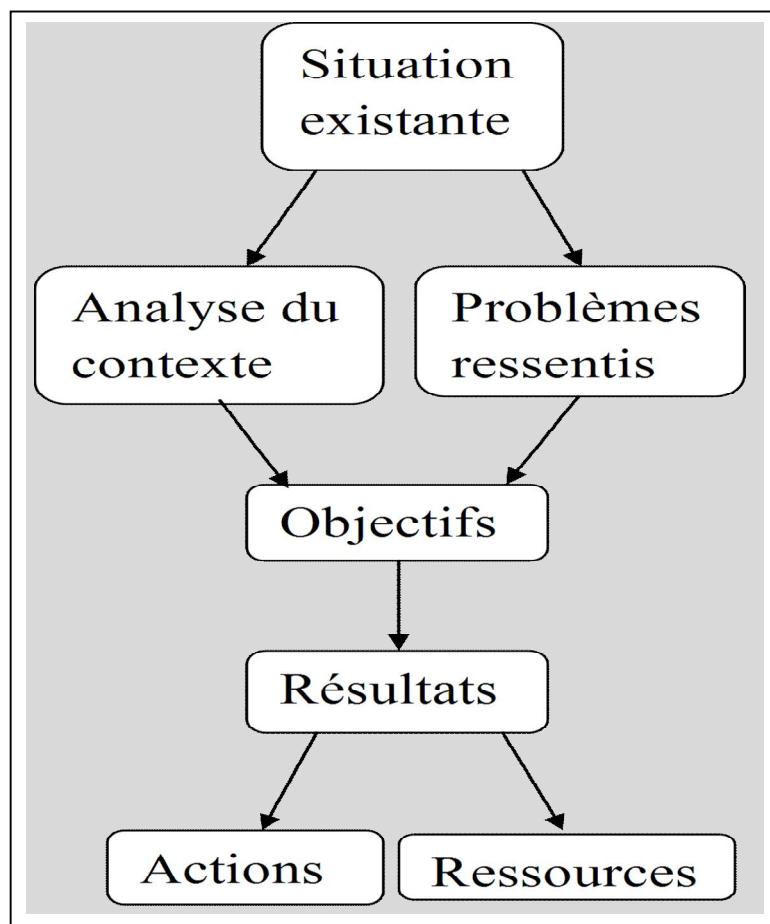 Situation
existante
Analyse du
contexte
Problèmes
ressentis
Objectifs
Résultats
Actions
Ressources